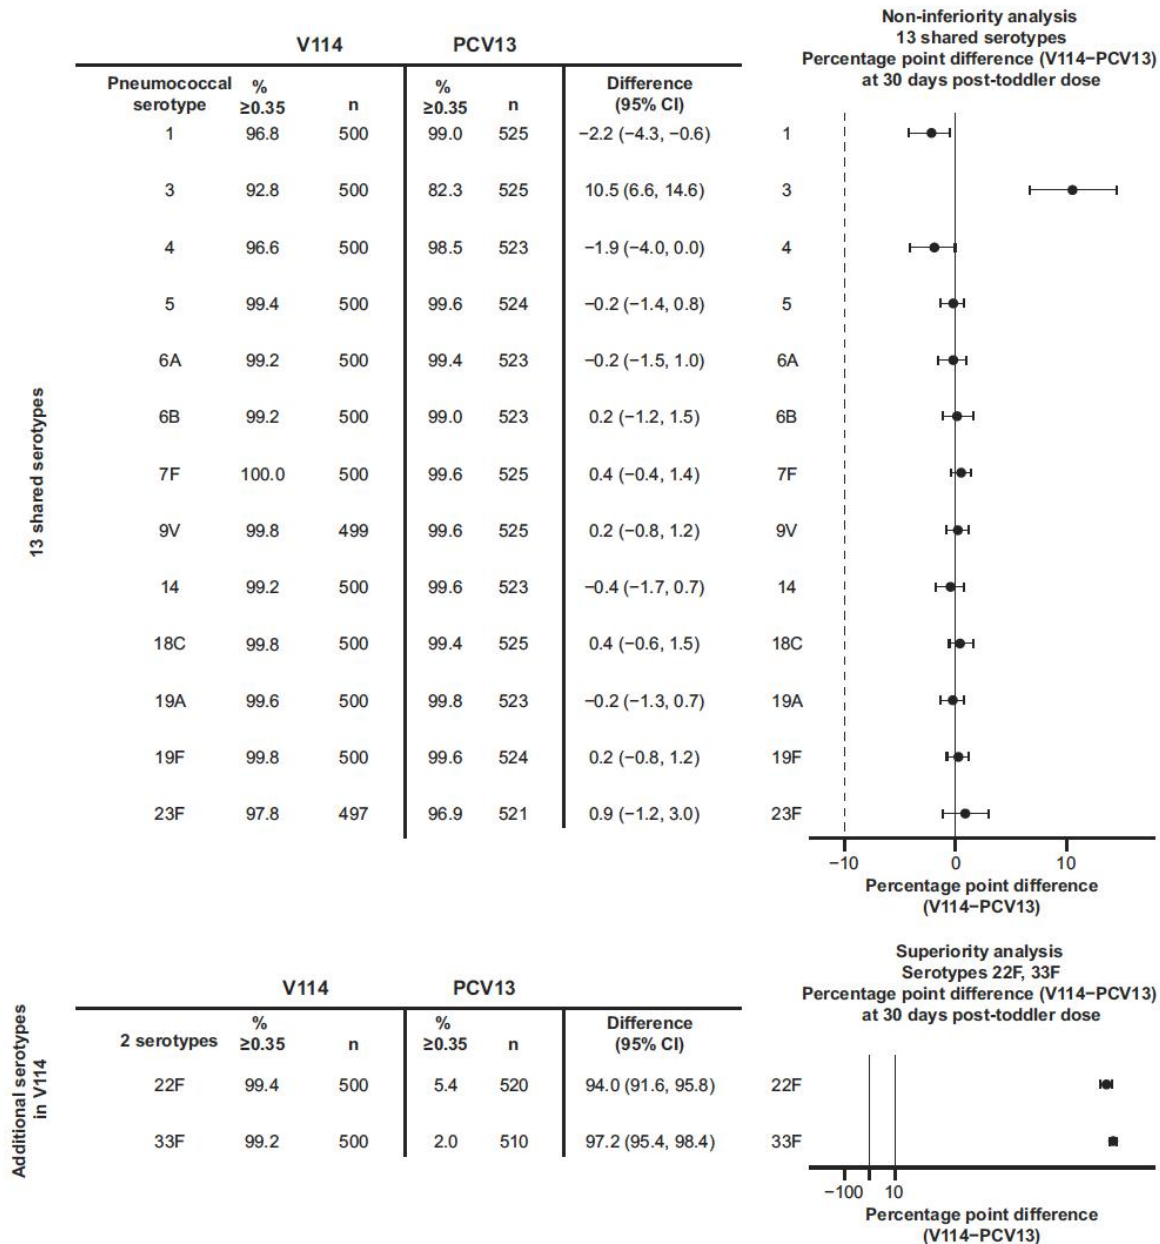 Non-inferiority analysis
13 shared serotypes
Percentage point difference (V114−PCV13)
at 30 days post-toddler dose
V114 PCV13
Pneumococcal serotype % ≥0.35 n % ≥0.35 n Difference (95% CI)
13 shared serotypes
1 96.8 500 99.0 525 −2.2 (−4.3, −0.6) 1
3 92.8 500 82.3 525 10.5 (6.6, 14.6) 3
4 96.6 500 98.5 523 −1.9 (−4.0, 0.0) 4
5 99.4 500 99.6 524 −0.2 (−1.4, 0.8) 5
6A 99.2 500 99.4 523 −0.2 (−1.5, 1.0) 6A
6B 99.2 500 99.0 523 0.2 (−1.2, 1.5) 6B
7F 100.0 500 99.6 525 0.4 (−0.4, 1.4) 7F
9V 99.8 499 99.6 525 0.2 (−0.8, 1.2) 9V
14 99.2 500 99.6 523 −0.4 (−1.7, 0.7) 14
18C 99.8 500 99.4 525 0.4 (−0.6, 1.5) 18C
19A 99.6 500 99.8 523 −0.2 (−1.3, 0.7) 19A
19F 99.8 500 99.6 524 0.2 (−0.8, 1.2) 19F
23F 97.8 497 96.9 521 0.9 (−1.2, 3.0) 23F
−10 0 10
Percentage point difference
(V114−PCV13)
Superiority analysis
Serotypes 22F, 33F
Percentage point difference (V114−PCV13)
at 30 days post-toddler dose
V114 PCV13
2 serotypes % ≥0.35 n % ≥0.35 n Difference (95% CI)
Additional serotypes
in V114
22F 99.4 500 5.4 520 94.0 (91.6, 95.8) 22F
33F 99.2 500 2.0 510 97.2 (95.4, 98.4) 33F
−100 10
Percentage point difference
(V114−PCV13)